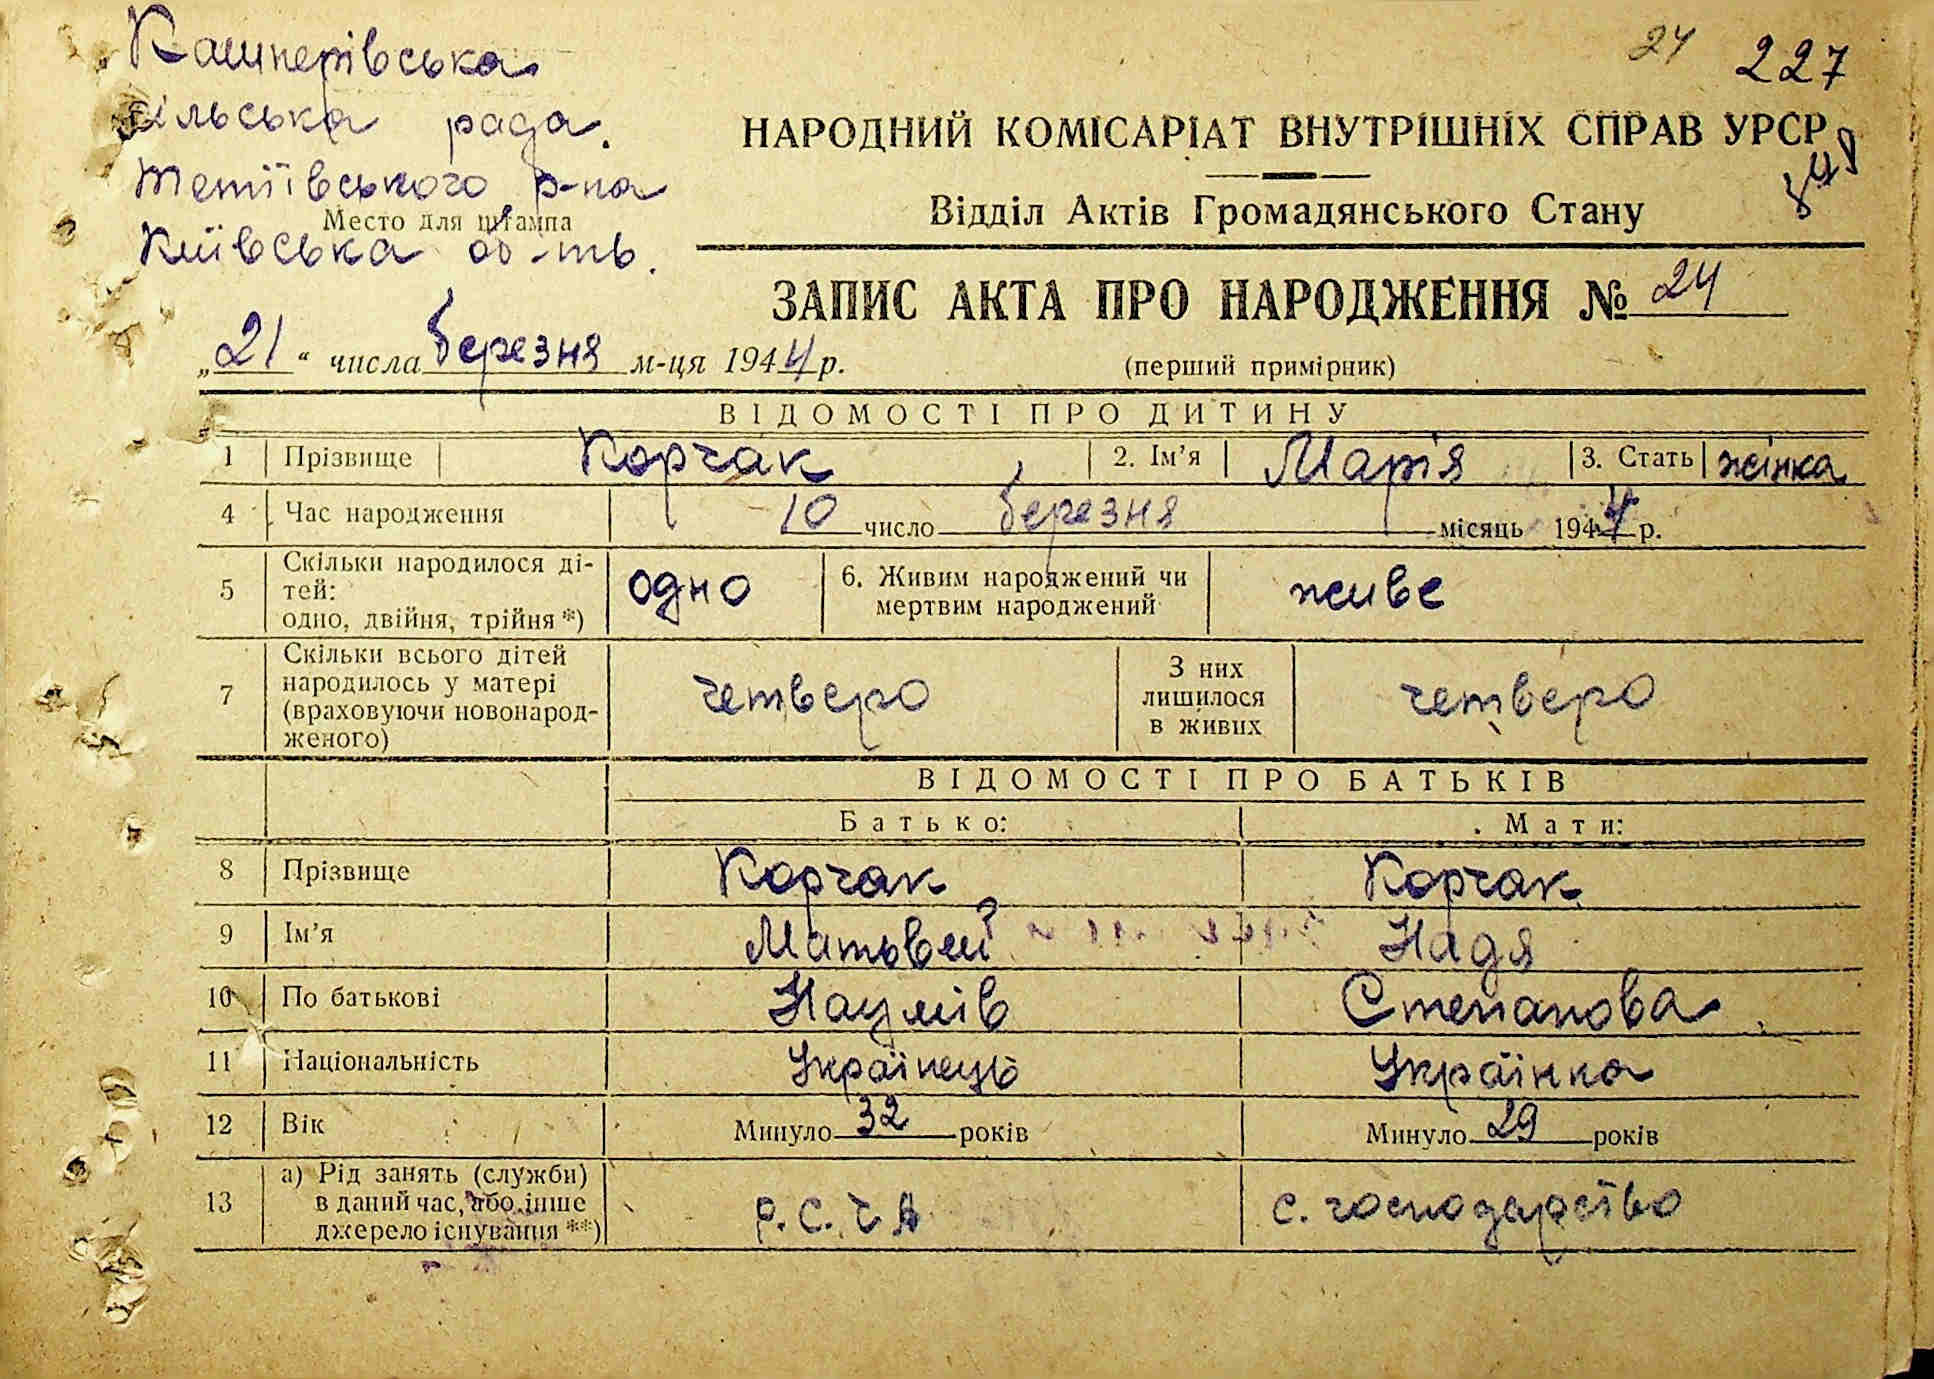 Кашперівська
24 227
сільська рада.
НАРОДНИЙ КОМІСАРІАТ ВНУТРІШНІХ СПРАВ УРСР
Тетіївського р-на
Место для штампа
Відділ Актів Громадянського Стану
Київська об-ть.
ЗАПИС АКТА ПРО НАРОДЖЕННЯ № 24
„21“ числа березня м-ця 1944 р.
(перший примірник)
ВІДОМОСТІ ПРО ДИТИНУ
1 Прізвище Корчак 2. Ім'я Марія 3. Стать жінка
4 Час народження 10 число березня місяць 1944 р.
5 Скільки народилося ді-
тей:
одно, двійня, трійня *) одно 6. Живим народжений чи
мертвим народжений живе
7 Скільки всього дітей
народилось у матері
(враховуючи новонарод-
женого) четверо З них
лишилося
в живих четверо
ВІДОМОСТІ ПРО БАТЬКІВ
Батько: Мати:
8 Прізвище Корчак Корчак
9 Ім'я Матьвей Надя
10 По батькові Наумів Степанова
11 Національність Українець Українка
12 Вік Минуло 32 років Минуло 29 років
13 а) Рід занять (служби)
в даний час, або інше
джерело існування **) р.с.ч.А с. господарство